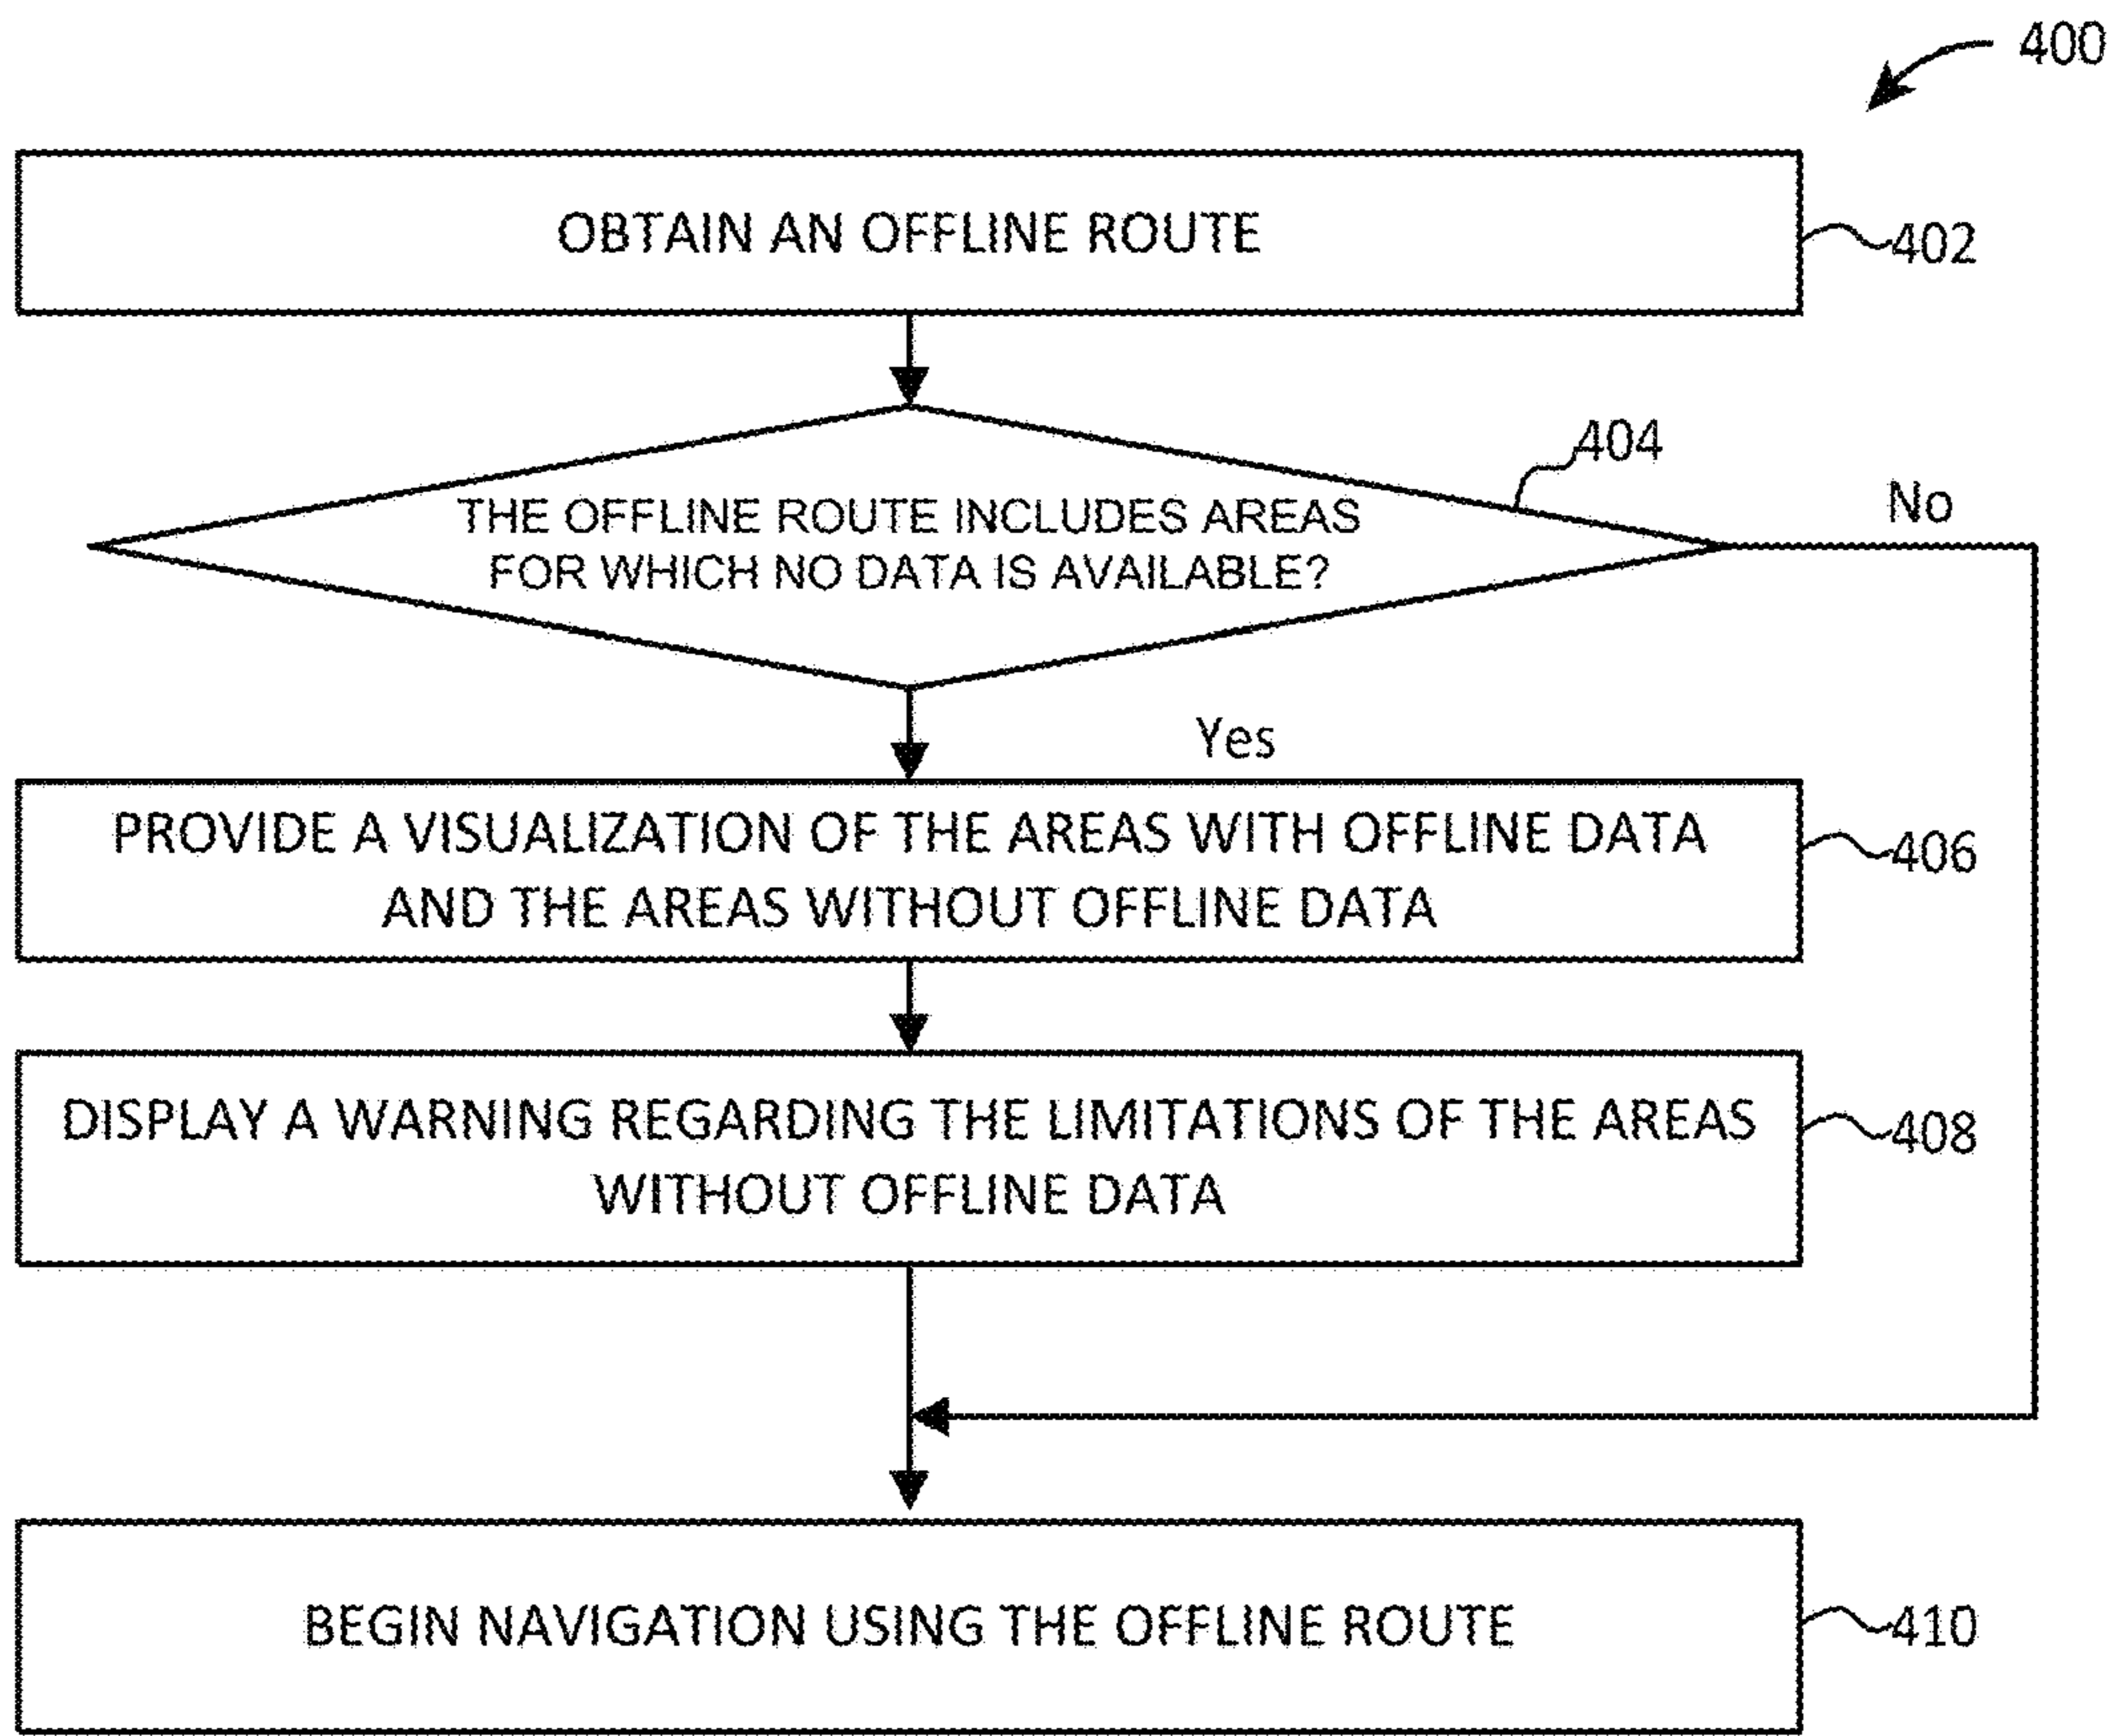 400
OBTAIN AN OFFLINE ROUTE
402
404
THE OFFLINE ROUTE INCLUDES AREAS
FOR WHICH NO DATA IS AVAILABLE?
No
Yes
PROVIDE A VISUALIZATION OF THE AREAS WITH OFFLINE DATA
AND THE AREAS WITHOUT OFFLINE DATA
406
DISPLAY A WARNING REGARDING THE LIMITATIONS OF THE AREAS
WITHOUT OFFLINE DATA
408
BEGIN NAVIGATION USING THE OFFLINE ROUTE
410